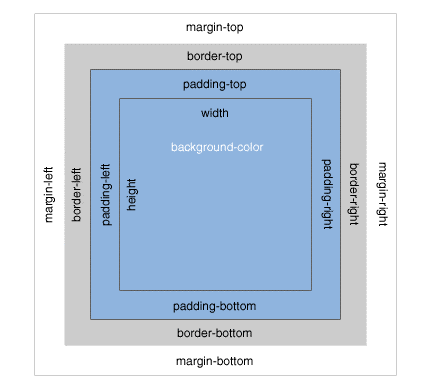 margin-top
border-top
padding-top
width
background-color
margin-left
border-left
padding-left
height
padding-right
border-right
margin-right
padding-bottom
border-bottom
margin-bottom